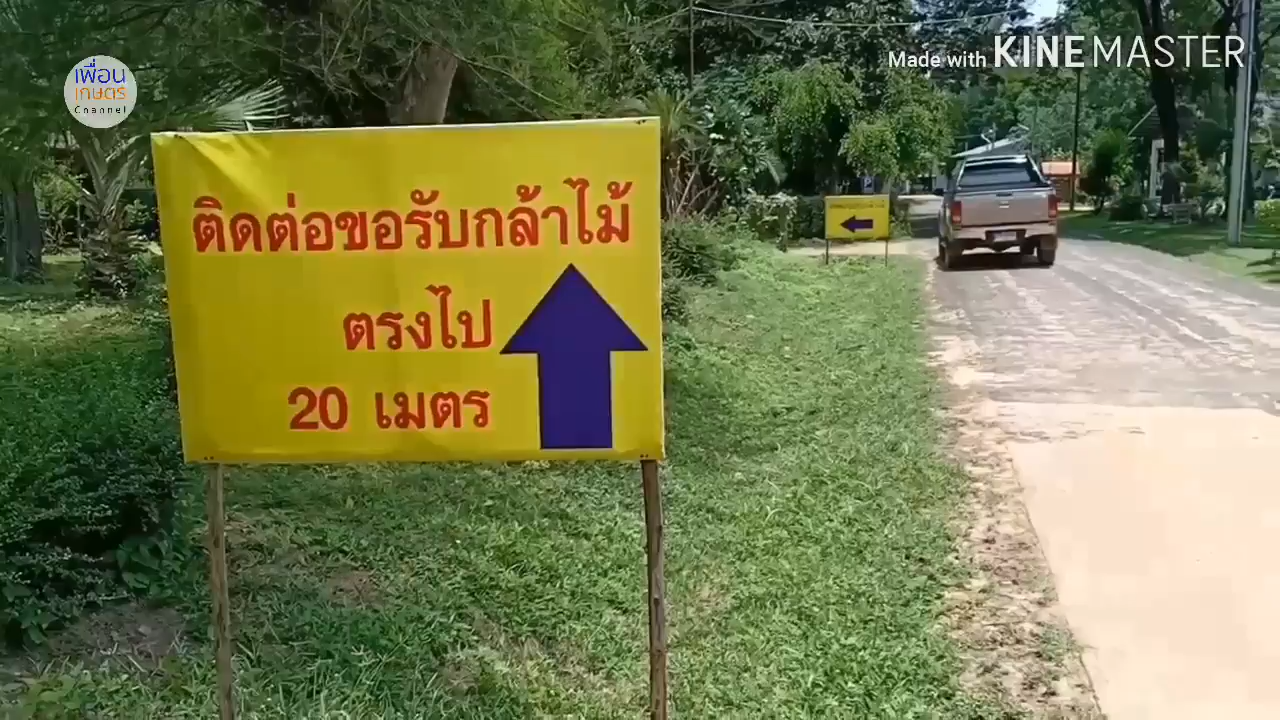 เพื่อน
เกษตร
Channel
Made with KINEMASTER
ติดต่อขอรับกล้าไม้
ตรงไป
20 เมตร